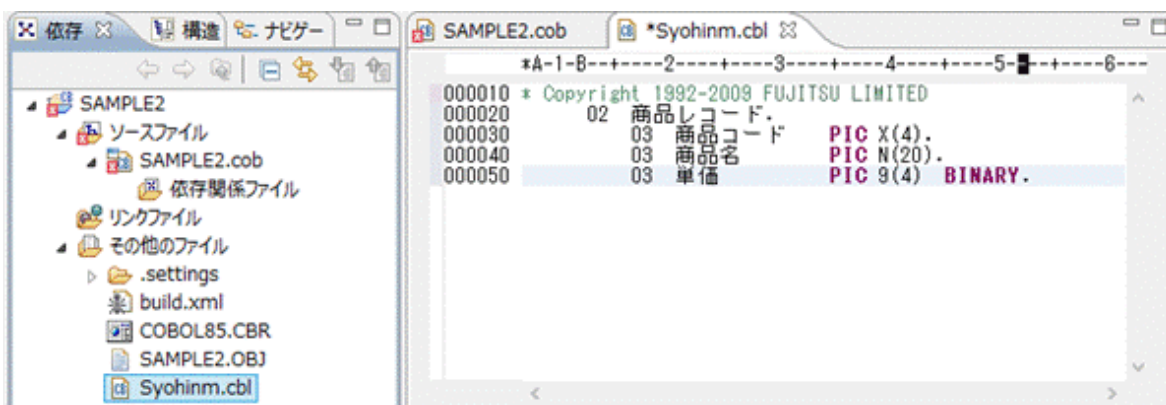 依存 構造 ナビゲー
SAMPLE2
ソースファイル
SAMPLE2.cob
依存関係ファイル
リンクファイル
その他のファイル
.settings
build.xml
COBOL85.CBR
SAMPLE2.OBJ
Syohinm.cbl
SAMPLE2.cob *Syohinm.cbl
*A-1-B--+----2----+----3----+----4----+----5-■--+----6---
000010 * Copyright 1992-2009 FUJITSU LIMITED
000020 02 商品レコード.
000030 03 商品コード PIC X(4).
000040 03 商品名 PIC N(20).
000050 03 単価 PIC 9(4) BINARY.